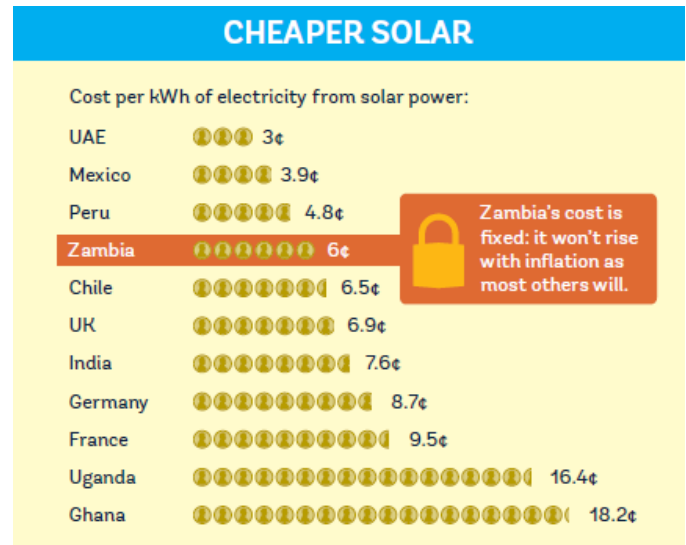 CHEAPER SOLAR
Cost per kWh of electricity from solar power:
UAE 3¢
Mexico 3.9¢
Peru 4.8¢
Zambia 6¢
Zambia's cost is
fixed: it won't rise
with inflation as
most others will.
Chile 6.5¢
UK 6.9¢
India 7.6¢
Germany 8.7¢
France 9.5¢
Uganda 16.4¢
Ghana 18.2¢